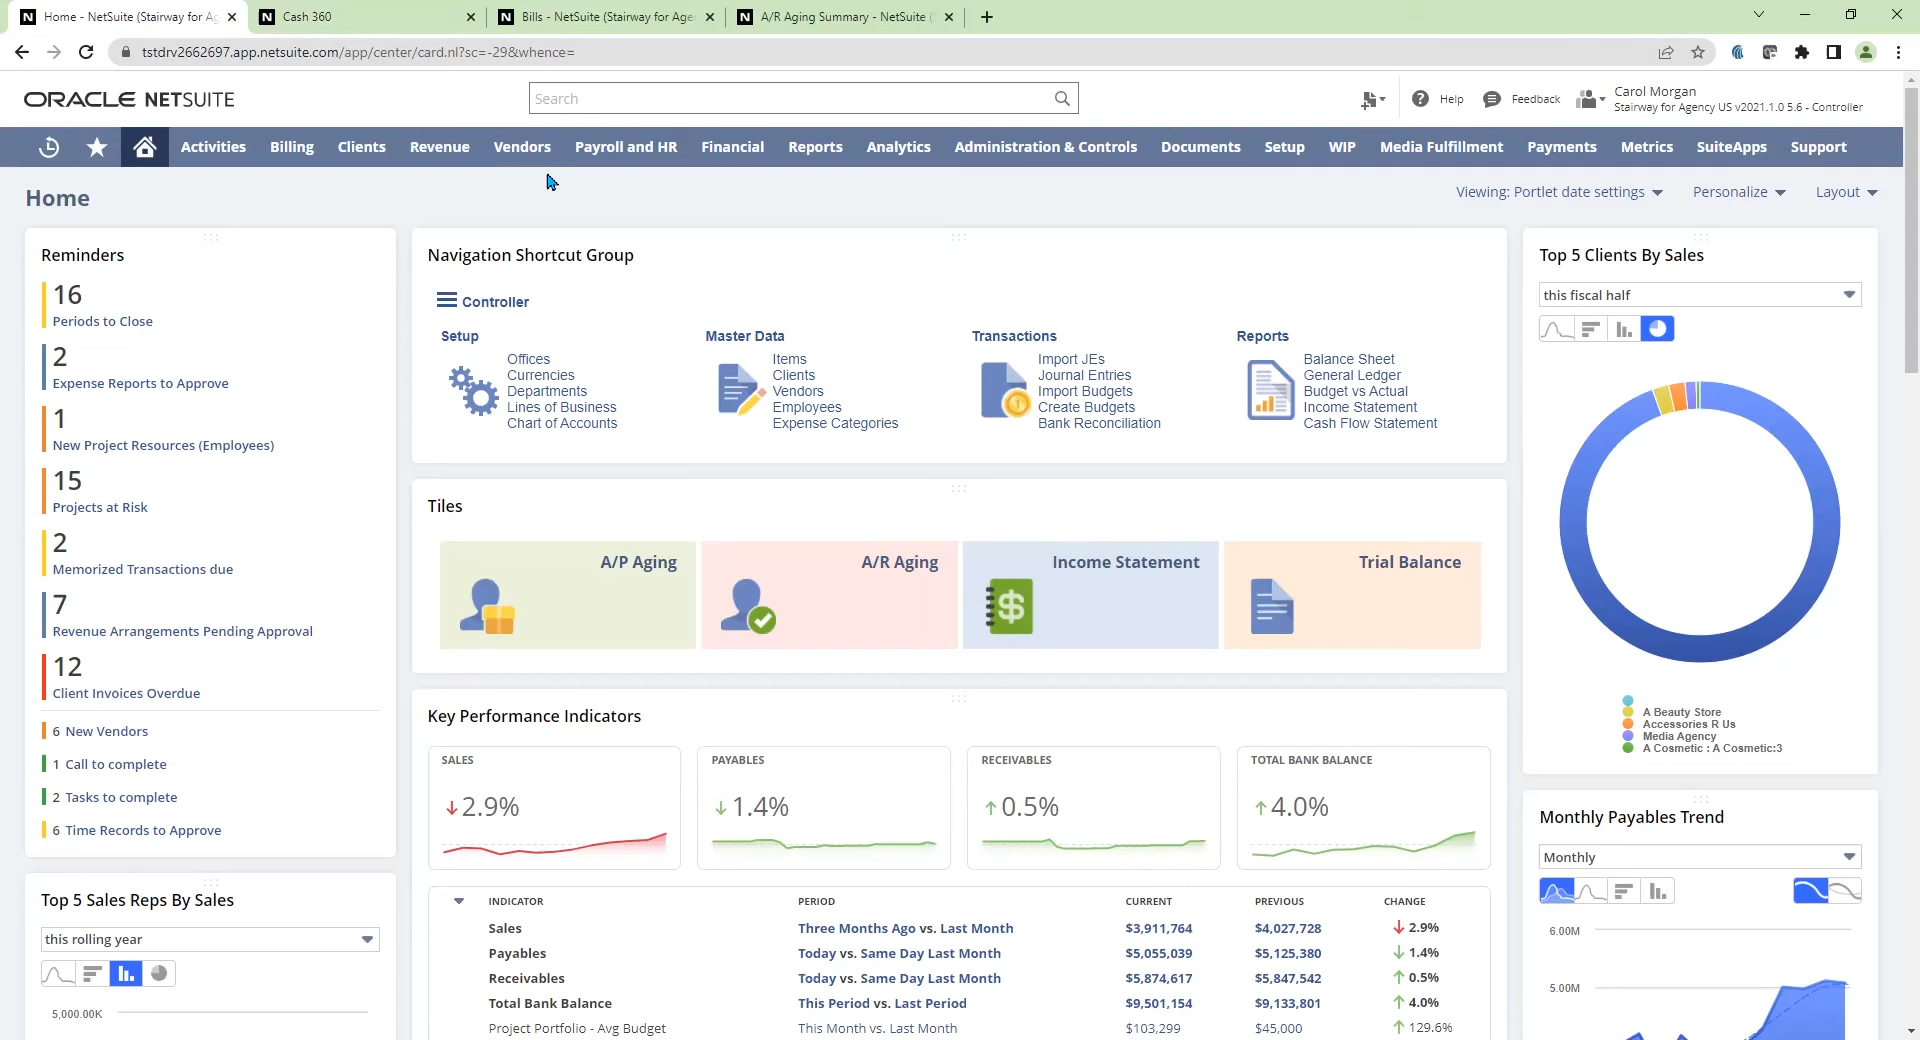 Home - NetSuite (Stairway for Ag
Cash 360
Bills - NetSuite (Stairway for Age
A/R Aging Summary - NetSuite (
tstdrv2662697.app.netsuite.com/app/center/card.nl?sc=-29&whence=
ORACLE NETSUITE
Search
Help
Feedback
Carol Morgan
Stairway for Agency US v2021.1.0 5.6 - Controller
Activities
Billing
Clients
Revenue
Vendors
Payroll and HR
Financial
Reports
Analytics
Administration & Controls
Documents
Setup
WIP
Media Fulfillment
Payments
Metrics
SuiteApps
Support
Home
Viewing: Portlet date settings
Personalize
Layout
Reminders
16
Periods to Close
2
Expense Reports to Approve
1
New Project Resources (Employees)
15
Projects at Risk
2
Memorized Transactions due
7
Revenue Arrangements Pending Approval
12
Client Invoices Overdue
6 New Vendors
1 Call to complete
2 Tasks to complete
6 Time Records to Approve
Top 5 Sales Reps By Sales
this rolling year
5,000.00K
Navigation Shortcut Group
Controller
Setup
Offices
Currencies
Departments
Lines of Business
Chart of Accounts
Master Data
Items
Clients
Vendors
Employees
Expense Categories
Transactions
Import JEs
Journal Entries
Import Budgets
Create Budgets
Bank Reconciliation
Reports
Balance Sheet
General Ledger
Budget vs Actual
Income Statement
Cash Flow Statement
Tiles
A/P Aging
A/R Aging
Income Statement
Trial Balance
Key Performance Indicators
SALES
2.9%
PAYABLES
1.4%
RECEIVABLES
0.5%
TOTAL BANK BALANCE
4.0%
INDICATOR PERIOD CURRENT PREVIOUS CHANGE
Sales Three Months Ago vs. Last Month $3,911,764 $4,027,728 2.9%
Payables Today vs. Same Day Last Month $5,055,039 $5,125,380 1.4%
Receivables Today vs. Same Day Last Month $5,874,617 $5,847,542 0.5%
Total Bank Balance This Period vs. Last Period $9,501,154 $9,133,801 4.0%
Project Portfolio - Avg Budget This Month vs. Last Month $103,299 $45,000 129.6%
Top 5 Clients By Sales
this fiscal half
A Beauty Store
Accessories R Us
Media Agency
A Cosmetic : A Cosmetic:3
Monthly Payables Trend
Monthly
6.00M
5.00M